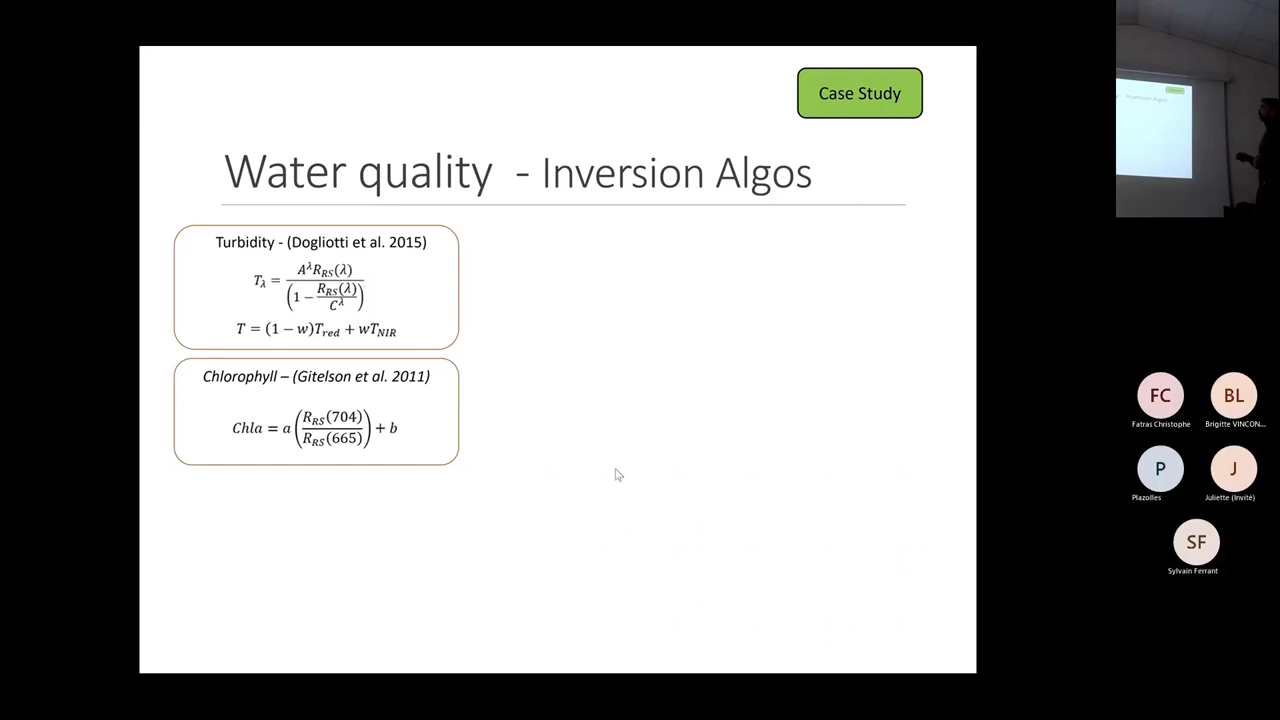 Case Study
Water quality - Inversion Algos
Turbidity - (Dogliotti et al. 2015)
T_λ = A^λ R_RS(λ) / (1 − R_RS(λ) / C^λ)
T = (1 − w)T_red + wT_NIR
Chlorophyll – (Gitelson et al. 2011)
Chla = a (R_RS(704) / R_RS(665)) + b
Inversion Algos
FC
Fatras Christophe
BL
Brigitte VINCON...
P
Plazolles
J
Juliette (Invité)
SF
Sylvain Ferrant